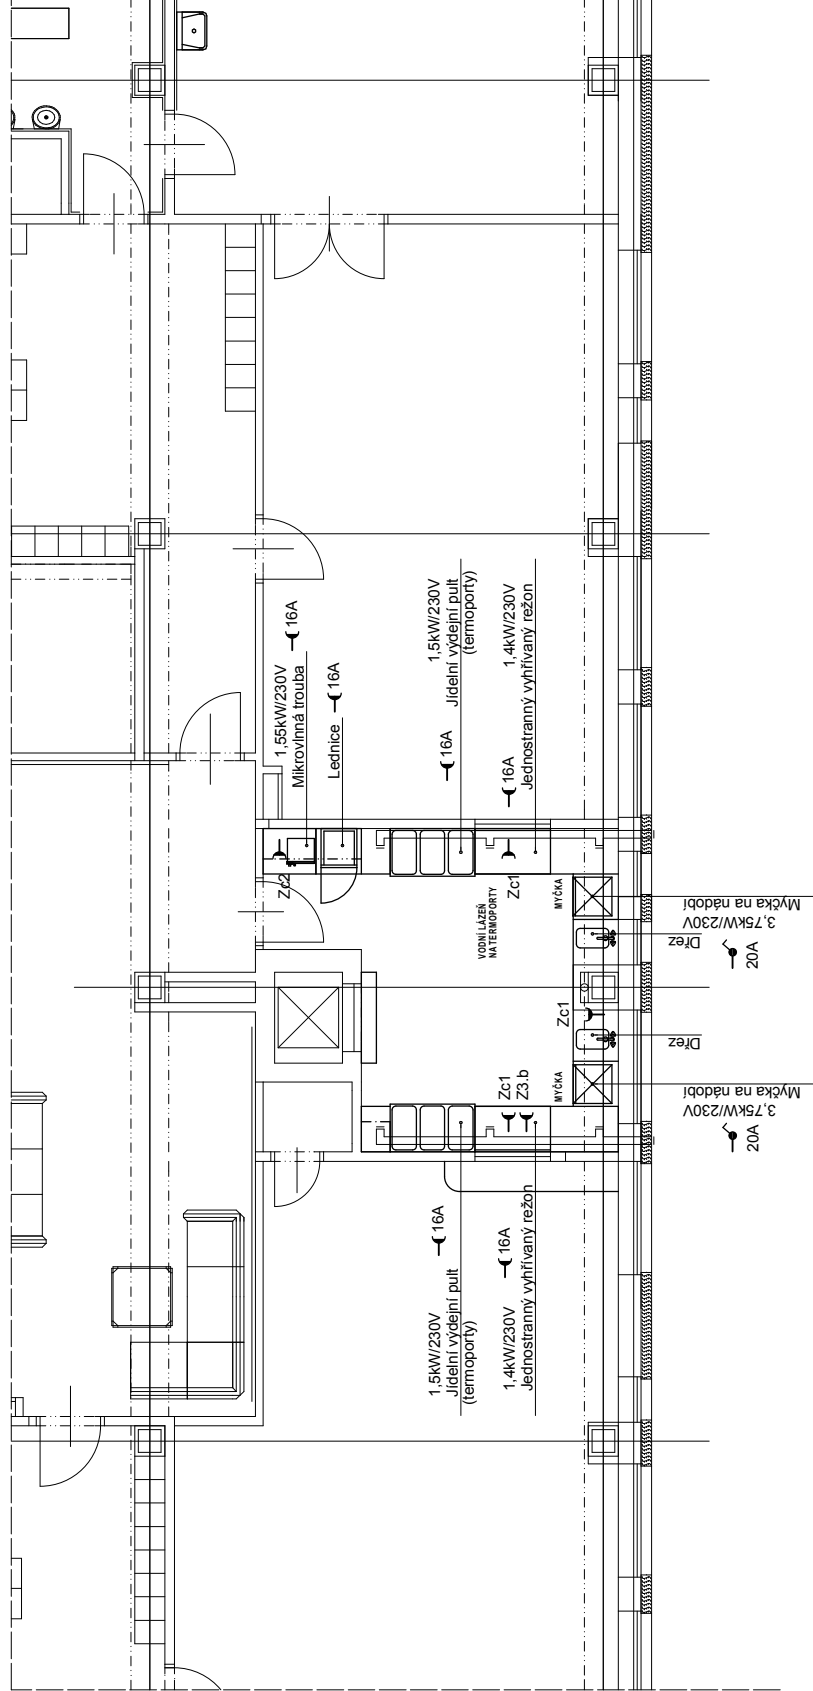 1,55kW/230V
Mikrovlnná trouba
16A
Lednice
16A
16A
1,5kW/230V
Jídelní výdejní pult
(termoporty)
16A
1,4kW/230V
Jednostranný vyhřívaný režon
Zc2
Zc1
VODNÍ LÁZEŇ
NA TERMOPORTY
MYČKA
Myčka na nádobí
3,75kW/230V
Dřez
20A
Zc1
Dřez
Zc1
Z3.b
MYČKA
Myčka na nádobí
3,75kW/230V
20A
16A
1,5kW/230V
Jídelní výdejní pult
(termoporty)
16A
1,4kW/230V
Jednostranný vyhřívaný režon